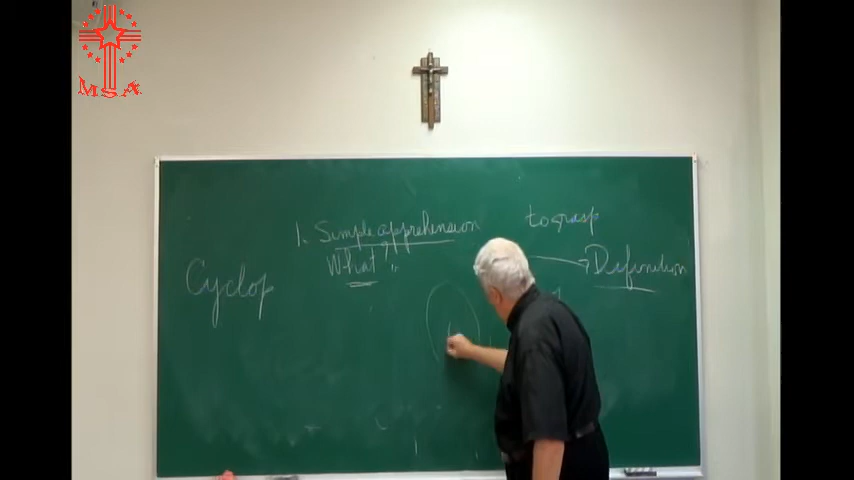 MSA
1. Simple apprehension to grasp
What? Definition
Cyclop